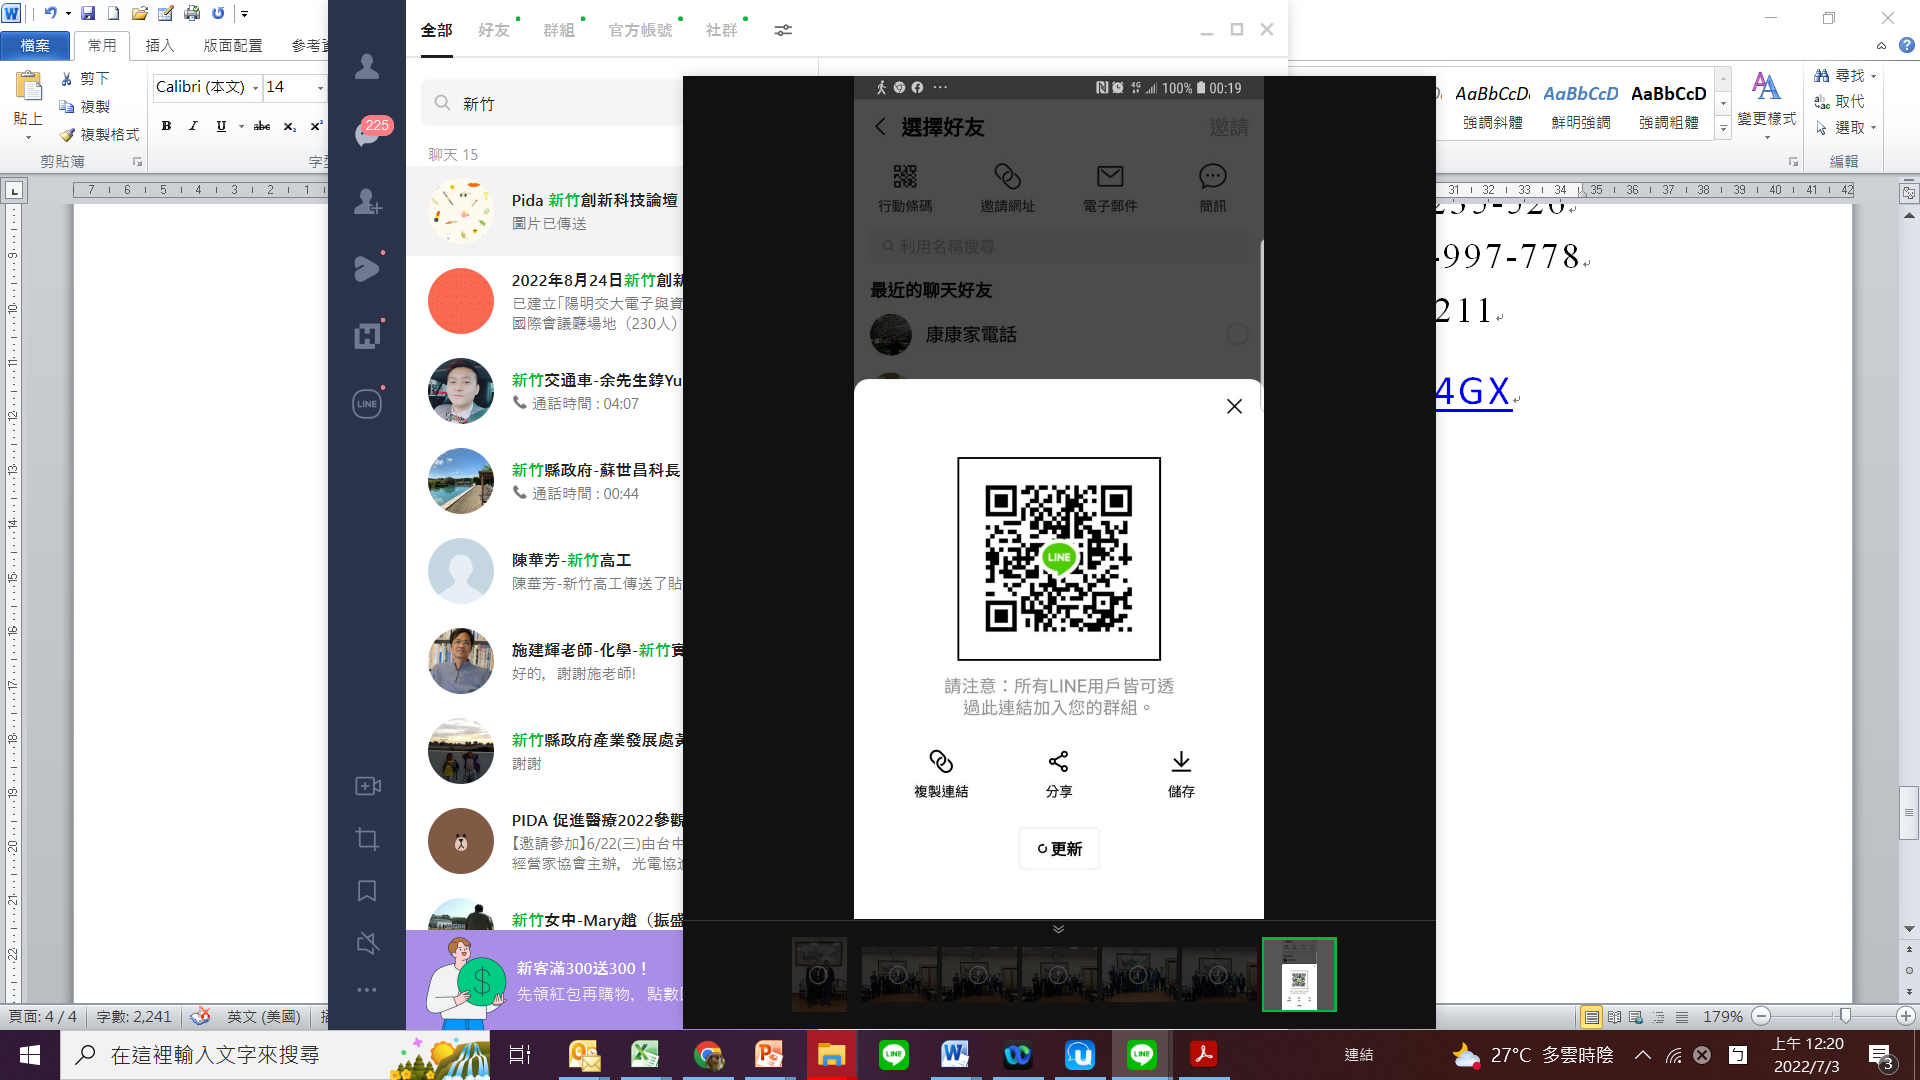 檔案
常用
插入
版面配置
剪下
複製
複製格式
貼上
剪貼簿
Calibri (本文)
14
全部
好友
群組
官方帳號
社群
225
新竹
聊天 15
Pida 新竹創新科技論壇
圖片已傳送
2022年8月24日新竹創新
已建立「陽明交大電子與資
國際會議廳場地（230人）
新竹交通車-余先生錞Yu
通話時間 : 04:07
新竹縣政府-蘇世昌科長
通話時間 : 00:44
陳華芳-新竹高工
陳華芳-新竹高工傳送了貼
施建輝老師-化學-新竹實
好的，謝謝施老師!
新竹縣政府產業發展處黃
謝謝
PIDA 促進醫療2022參觀
【邀請參加】6/22(三)由台中
經營家協會主辦，光電協進
新竹女中-Mary趙（振盛
新客滿300送300！
先領紅包再購物，點數
100% 00:19
選擇好友
邀請
行動條碼
邀請網址
電子郵件
簡訊
利用名稱搜尋
最近的聊天好友
康康家電話
LINE
請注意：所有LINE用戶皆可透
過此連結加入您的群組。
複製連結
分享
儲存
更新
AaBbCcD
AaBbCcD
AaBbCcD
強調斜體
鮮明強調
強調粗體
變更樣式
尋找
取代
選取
編輯
-997-778
211
4GX
頁面: 4 / 4
字數: 2,241
英文 (美國)
179%
在這裡輸入文字來搜尋
連結
27°C 多雲時陰
上午 12:20
2022/7/3
3